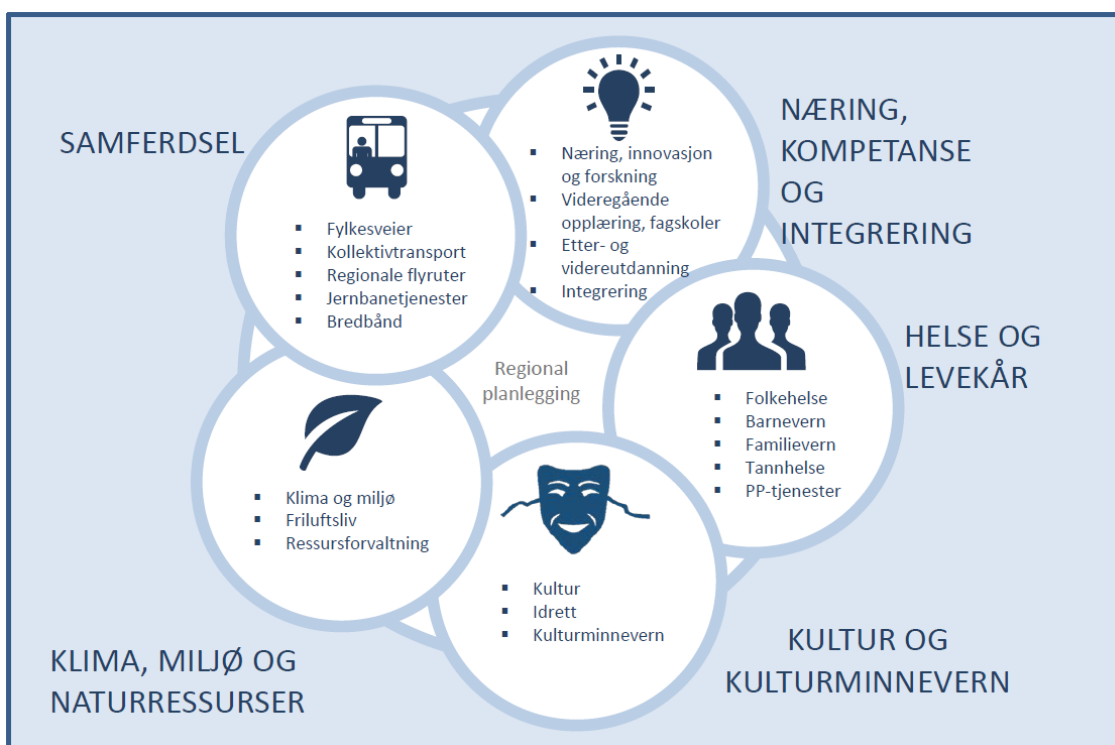 SAMFERDSEL
▪ Fylkesveier
▪ Kollektivtransport
▪ Regionale flyruter
▪ Jernbanetjenester
▪ Bredbånd
NÆRING,
KOMPETANSE
OG
INTEGRERING
▪ Næring, innovasjon
og forskning
▪ Videregående
opplæring, fagskoler
▪ Etter- og
videreutdanning
▪ Integrering
HELSE OG
LEVEKÅR
▪ Folkehelse
▪ Barnevern
▪ Familievern
▪ Tannhelse
▪ PP-tjenester
Regional
planlegging
▪ Klima og miljø
▪ Friluftsliv
▪ Ressursforvaltning
KLIMA, MILJØ OG
NATURRESSURSER
▪ Kultur
▪ Idrett
▪ Kulturminnevern
KULTUR OG
KULTURMINNEVERN